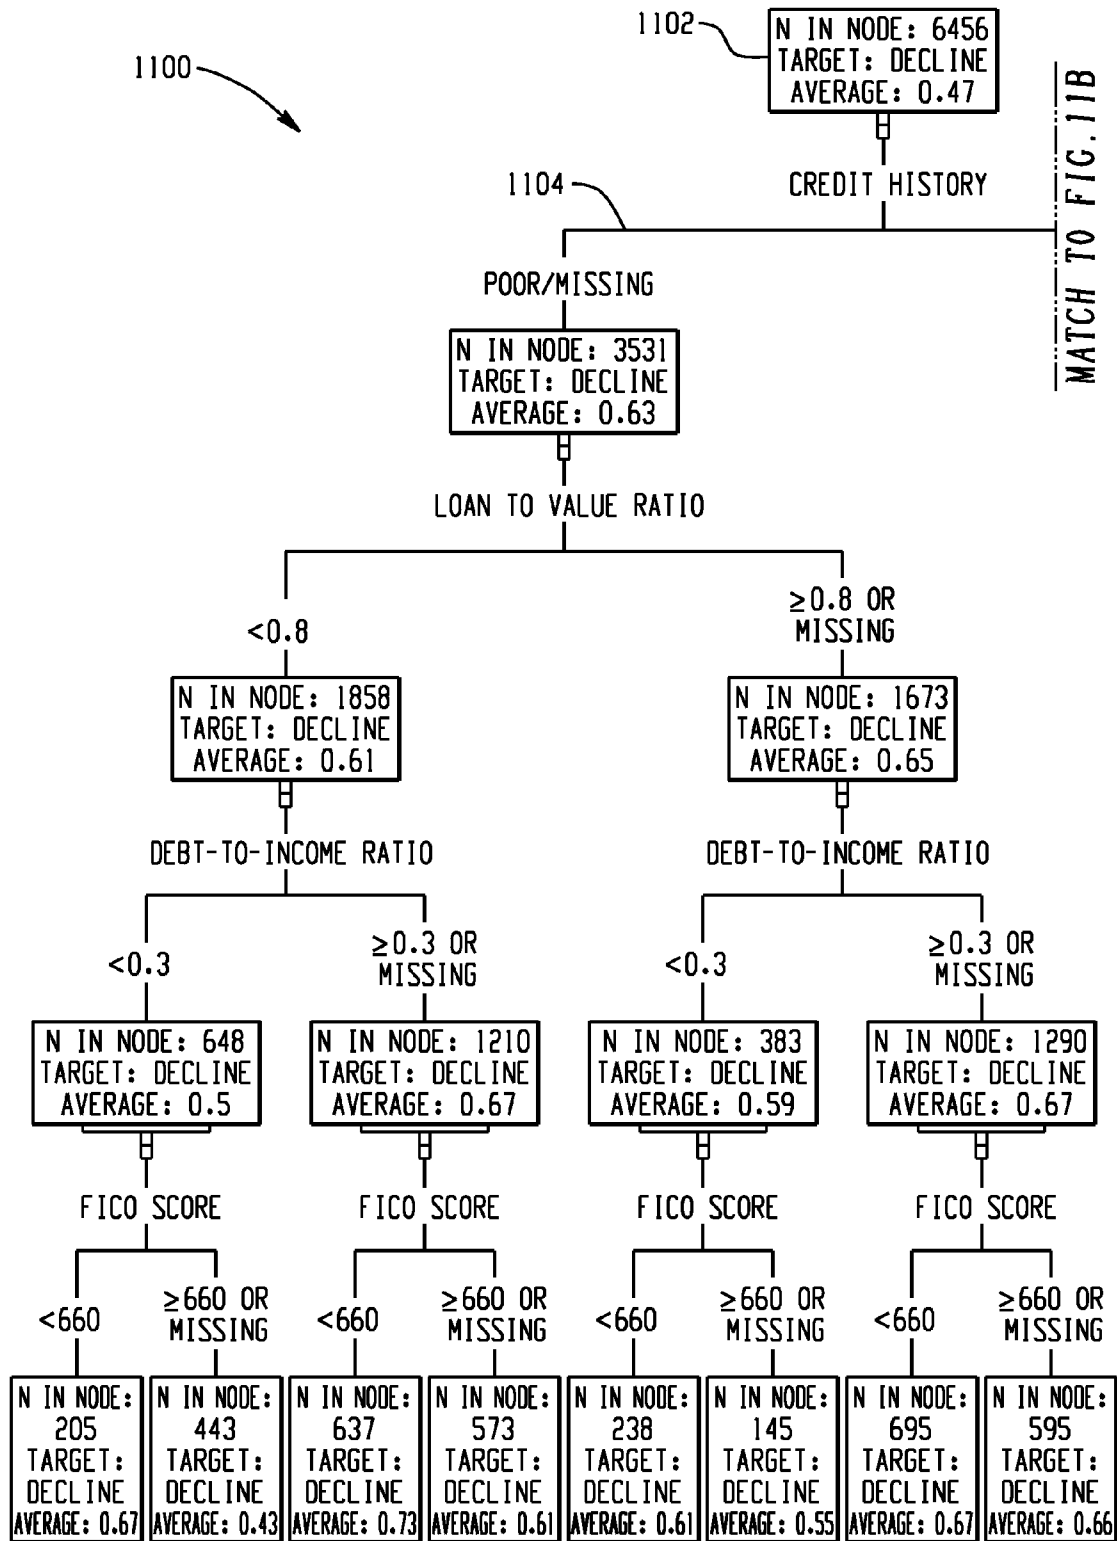 1102
N IN NODE: 6456
TARGET: DECLINE
AVERAGE: 0.47
1100
MATCH TO FIG.11B
CREDIT HISTORY
1104
POOR/MISSING
N IN NODE: 3531
TARGET: DECLINE
AVERAGE: 0.63
LOAN TO VALUE RATIO
<0.8
≥0.8 OR
MISSING
N IN NODE: 1858
TARGET: DECLINE
AVERAGE: 0.61
N IN NODE: 1673
TARGET: DECLINE
AVERAGE: 0.65
DEBT-TO-INCOME RATIO
DEBT-TO-INCOME RATIO
<0.3
≥0.3 OR
MISSING
<0.3
≥0.3 OR
MISSING
N IN NODE: 648
TARGET: DECLINE
AVERAGE: 0.5
N IN NODE: 1210
TARGET: DECLINE
AVERAGE: 0.67
N IN NODE: 383
TARGET: DECLINE
AVERAGE: 0.59
N IN NODE: 1290
TARGET: DECLINE
AVERAGE: 0.67
FICO SCORE
FICO SCORE
FICO SCORE
FICO SCORE
<660
≥660 OR
MISSING
<660
≥660 OR
MISSING
<660
≥660 OR
MISSING
<660
≥660 OR
MISSING
N IN NODE:
205
TARGET:
DECLINE
AVERAGE: 0.67
N IN NODE:
443
TARGET:
DECLINE
AVERAGE: 0.43
N IN NODE:
637
TARGET:
DECLINE
AVERAGE: 0.73
N IN NODE:
573
TARGET:
DECLINE
AVERAGE: 0.61
N IN NODE:
238
TARGET:
DECLINE
AVERAGE: 0.61
N IN NODE:
145
TARGET:
DECLINE
AVERAGE: 0.55
N IN NODE:
695
TARGET:
DECLINE
AVERAGE: 0.67
N IN NODE:
595
TARGET:
DECLINE
AVERAGE: 0.66